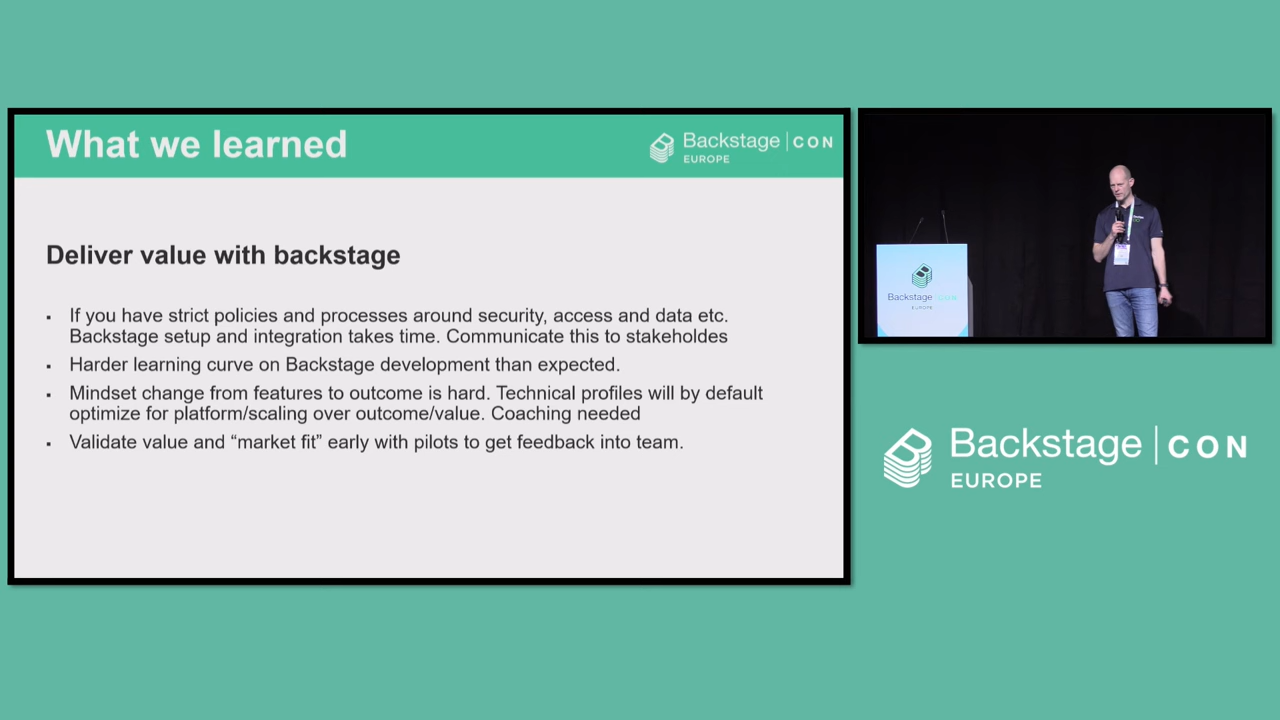 What we learned
Backstage | CON
EUROPE
Deliver value with backstage
▪ If you have strict policies and processes around security, access and data etc.
Backstage setup and integration takes time. Communicate this to stakeholdes
▪ Harder learning curve on Backstage development than expected.
▪ Mindset change from features to outcome is hard. Technical profiles will by default
optimize for platform/scaling over outcome/value. Coaching needed
▪ Validate value and “market fit” early with pilots to get feedback into team.
Backstage CON
EUROPE
Backstage | CON
EUROPE